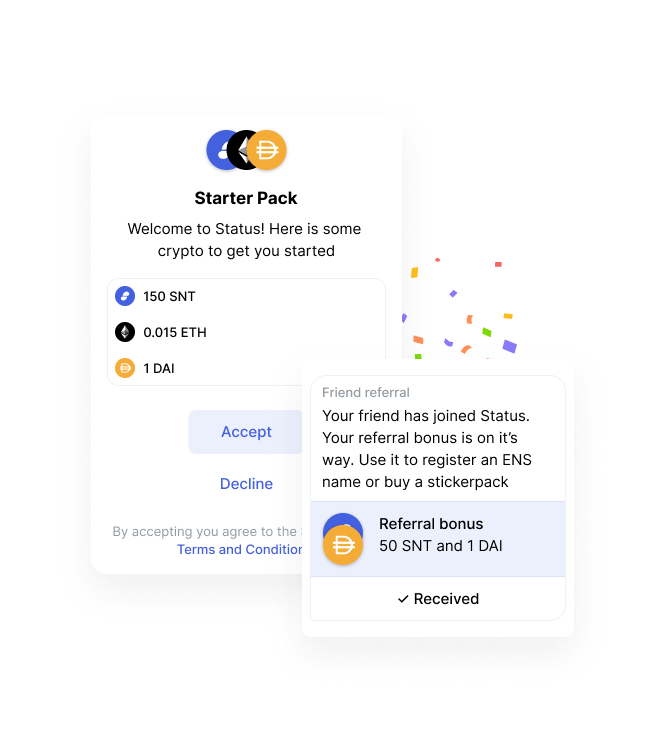 Starter Pack
Welcome to Status! Here is some
crypto to get you started
150 SNT
0.015 ETH
1 DAI
Accept
Decline
By accepting you agree to the
Terms and
Friend referral
Your friend has joined Status.
Your referral bonus is on it’s
way. Use it to register an ENS
name or buy a stickerpack
Referral bonus
50 SNT and 1 DAI
✓ Received